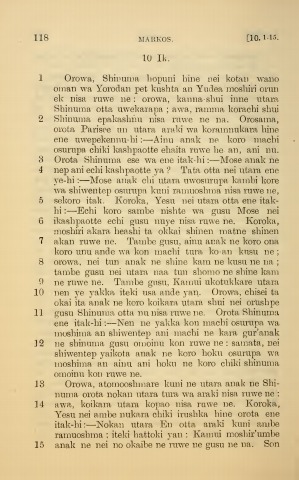 118 MARKOS. [10. 1-15.
10 Ik.
1 Orowa, Shinuma hopuni hine nei kotan wano
oman wa Yorodan pet kushta an Yudea moshiri orun
ek nisa ruwe ne: orowa, kanna-shui inne utara
Shinuma otta uwekarapa; awa, ramma korachi shui
2 Shinuma epakashnu nisa ruwe ne na. Orosama,
orota Parisee un utara araki wa koramnukara hine
ene uwepekennu-hi:—Ainu anak ne koro machi
osurupa chiki kashpaotte ehaita ruwe he an, ani nu.
3 Orota Shinuma ese wa ene itak-hi:—Mose anak ne
4 nep ani echi kashpaotte ya? Tata otta nei utara ene
ye-hi:—Mose anak chi utara uwosurupa kambi kore
wa shiwentep osurupa kuni ramuoshma nisa ruwe ne,
5 sekoro itak. Koroka, Yesu nei utara otta ene itak-
hi:—Echi koro sambe nishte wa gusu Mose nei
6 ikashpaotte echi gusu nuye nisa ruwe ne. Koroka,
moshiri akara heashi ta okkai shinen matne shinen
7 akan ruwe ne. Tambe gusu, ainu anak ne koro ona
koro unu ande wa kon machi tura ko-an kusu ne;
8 orowa, nei tun anak ne shine kam ne kusu ne na;
tambe gusu nei utara naa tun shomo ne shine kam
9 ne ruwe ne. Tambe gusu, Kamui ukotukkare utara
10 nen ye yakka iteki usa ande yan. Orowa, chisei ta
okai ita anak ne koro koikara utara shui nei orushpe
11 gusu Shinuma otta nu nisa ruwe ne. Orota Shinuma
ene itak-hi:—Nen ne yakka kon machi osurupa wa
moshima an shiwentep ani machi ne kara gur'anak
12 ne shinuma gusu omoinu kon ruwe ne: samata, nei
shiwentep yaikota anak ne koro hoku osurupa wa
moshima an ainu ani hoku ne koro chiki shinuma
omoinu kon ruwe ne.
13 Orowa, atomooshmare kuni ne utara anak ne Shi-
numa orota nokan utara tura wa araki nisa ruwe ne:
14 awa, koikara utara kopao nisa ruwe ne. Koroka,
Yesu nei ambe nukara chiki irushka hine orota ene
itak-hi:—Nokan utara En otta araki kuni ambe
ramuoshma; iteki hattoki yan: Kamui moshir'umbe
15 anak ne nei no okaibe ne ruwe ne gusu ne na. Son